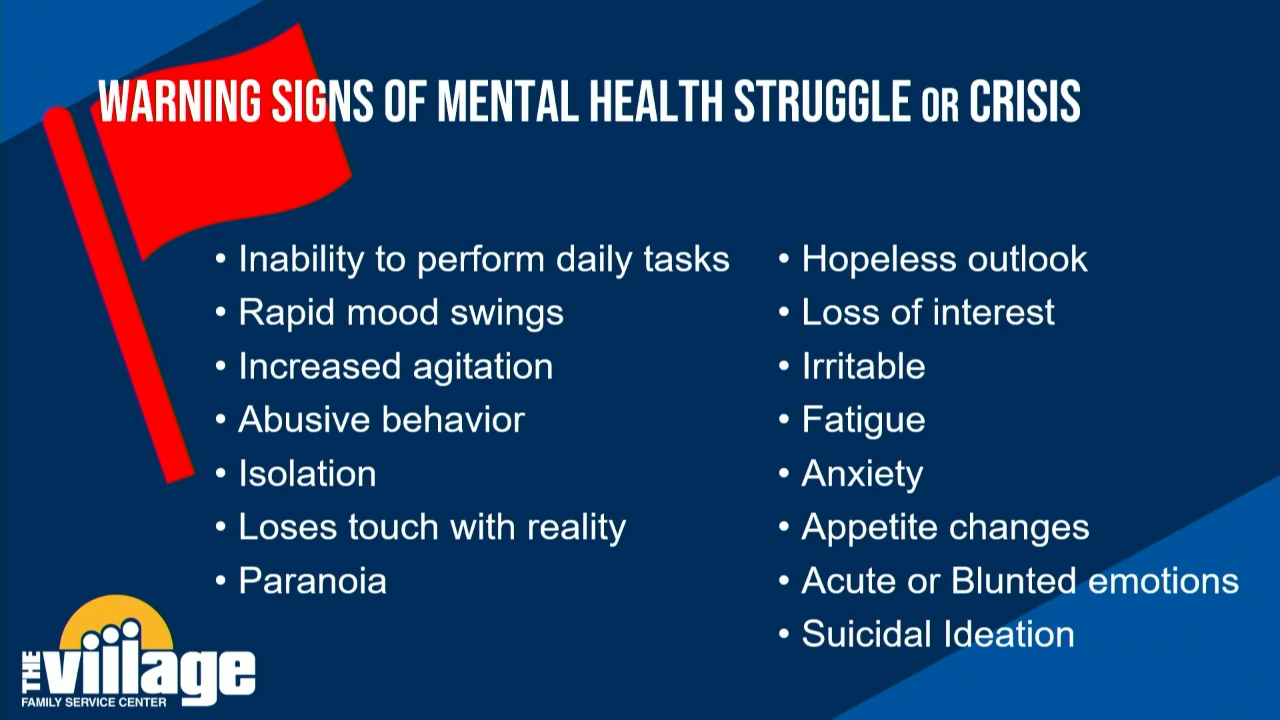 WARNING SIGNS OF MENTAL HEALTH STRUGGLE OR CRISIS
• Inability to perform daily tasks
• Rapid mood swings
• Increased agitation
• Abusive behavior
• Isolation
• Loses touch with reality
• Paranoia
• Hopeless outlook
• Loss of interest
• Irritable
• Fatigue
• Anxiety
• Appetite changes
• Acute or Blunted emotions
• Suicidal Ideation
THE village
FAMILY SERVICE CENTER